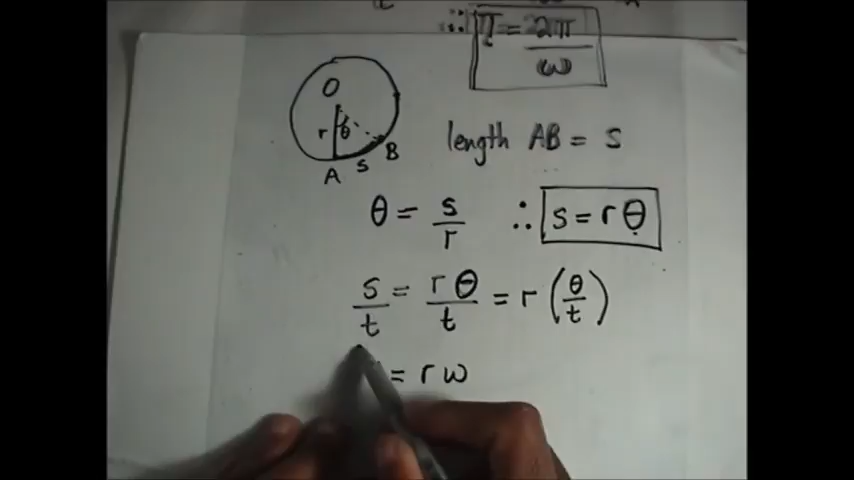 ∴ T = 2π/ω
O
r θ
A s B
length AB = s
θ = s/r ∴ s = rθ
s/t = rθ/t = r (θ/t)
= rω